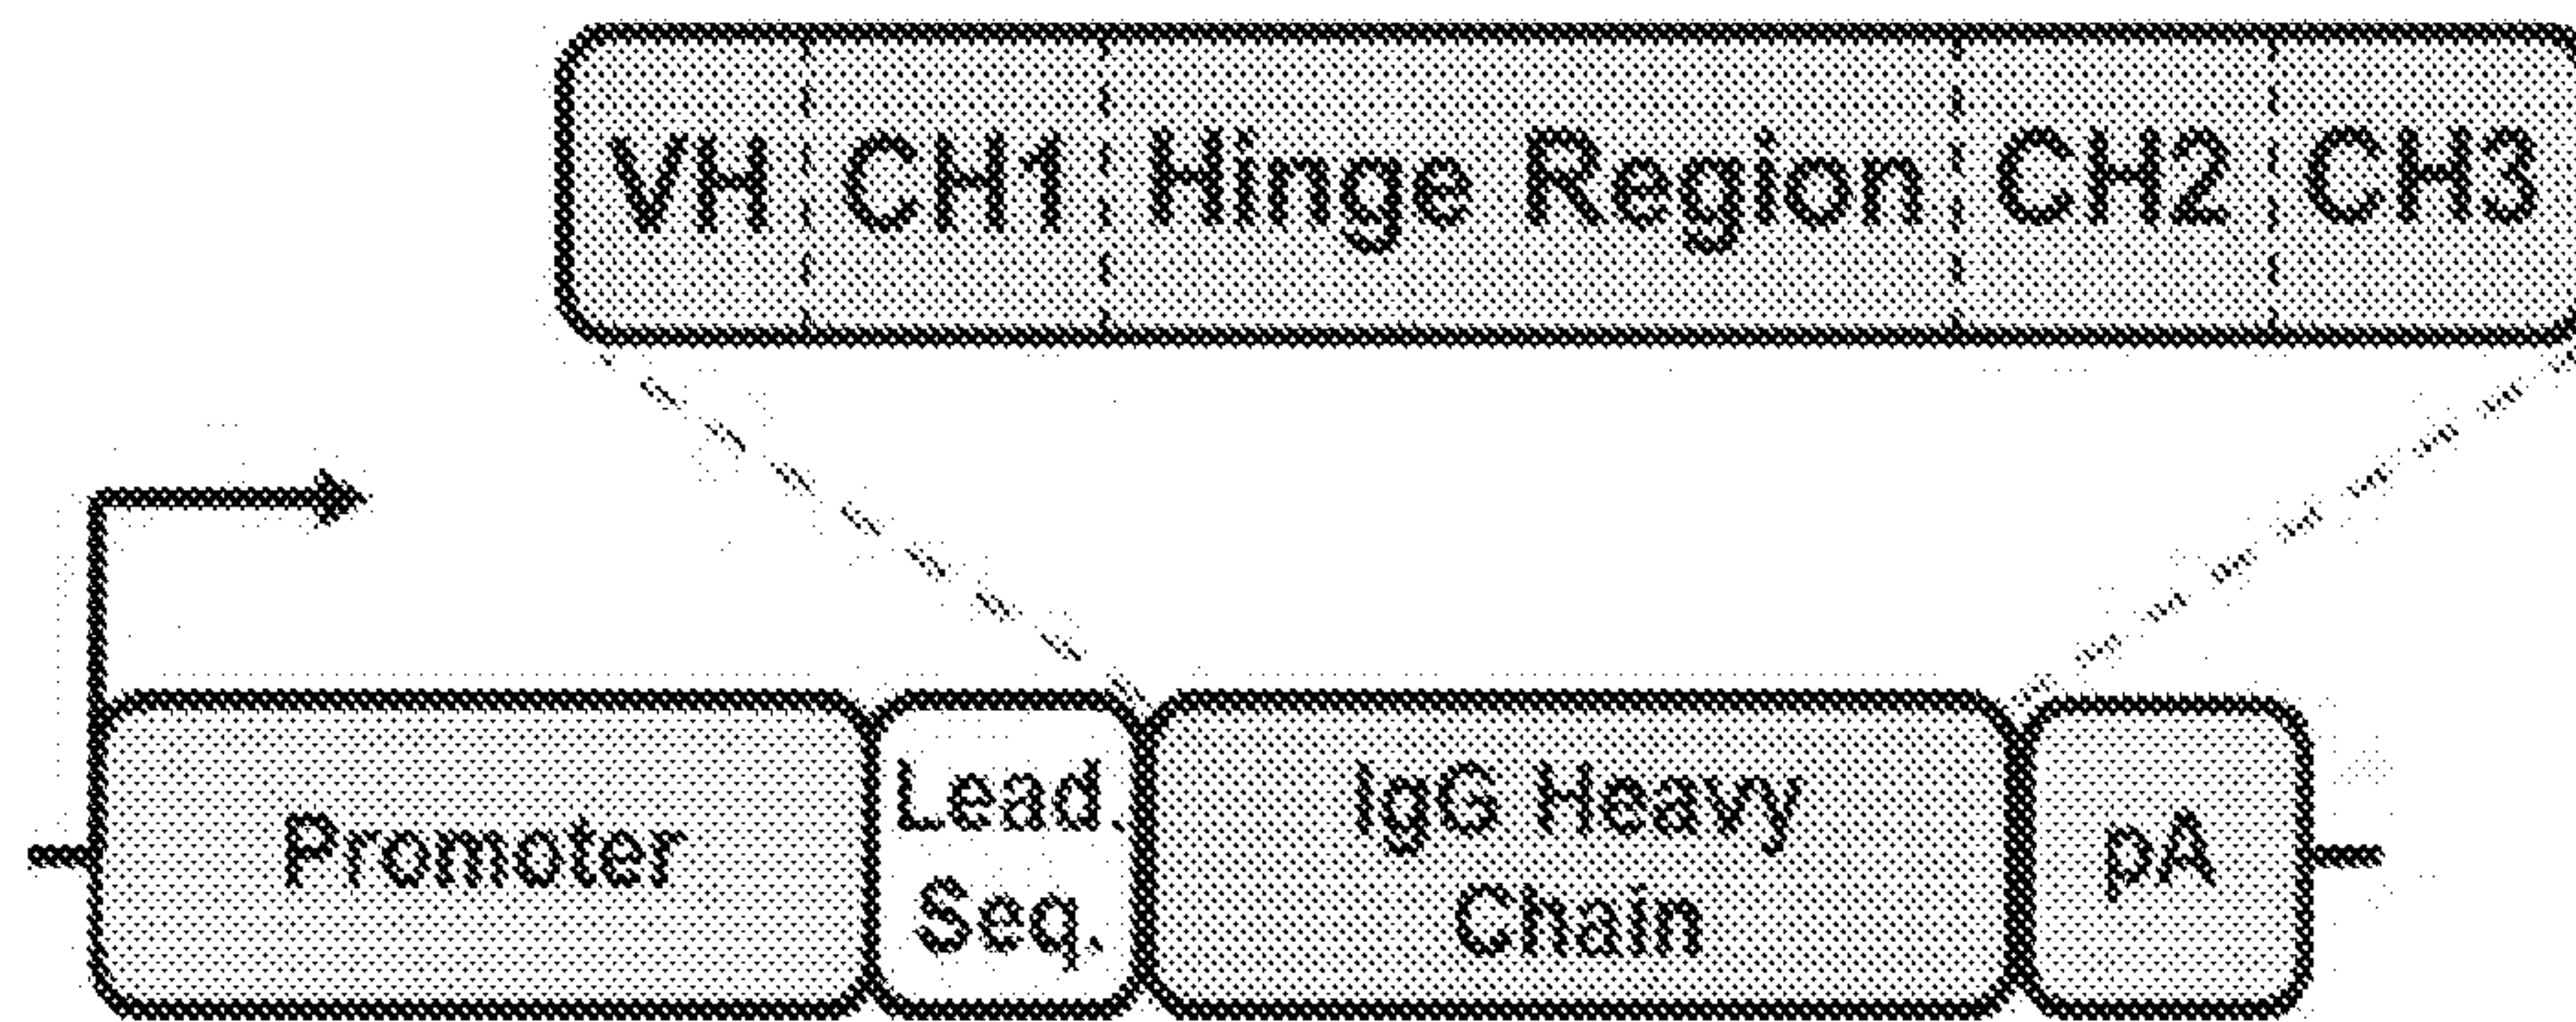 VH CH1 Hinge Region CH2 CH3
Promoter
Lead.
Seq.
IgG Heavy
Chain
pA